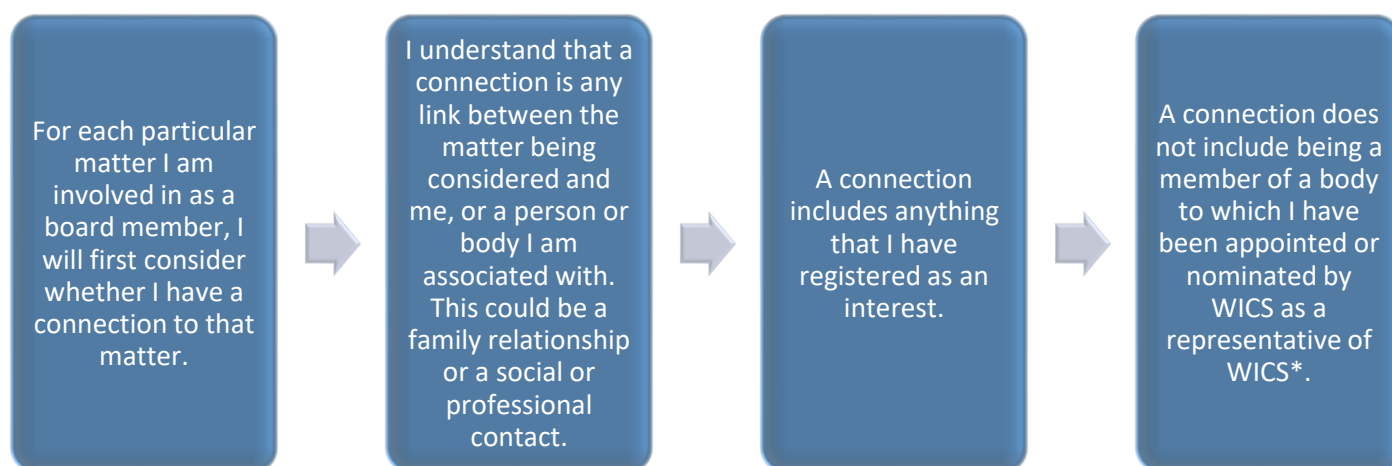 For each particular
matter I am
involved in as a
board member, I
will first consider
whether I have a
connection to that
matter.
I understand that a
connection is any
link between the
matter being
considered and
me, or a person or
body I am
associated with.
This could be a
family relationship
or a social or
professional
contact.
A connection
includes anything
that I have
registered as an
interest.
A connection does
not include being a
member of a body
to which I have
been appointed or
nominated by
WICS as a
representative of
WICS*.